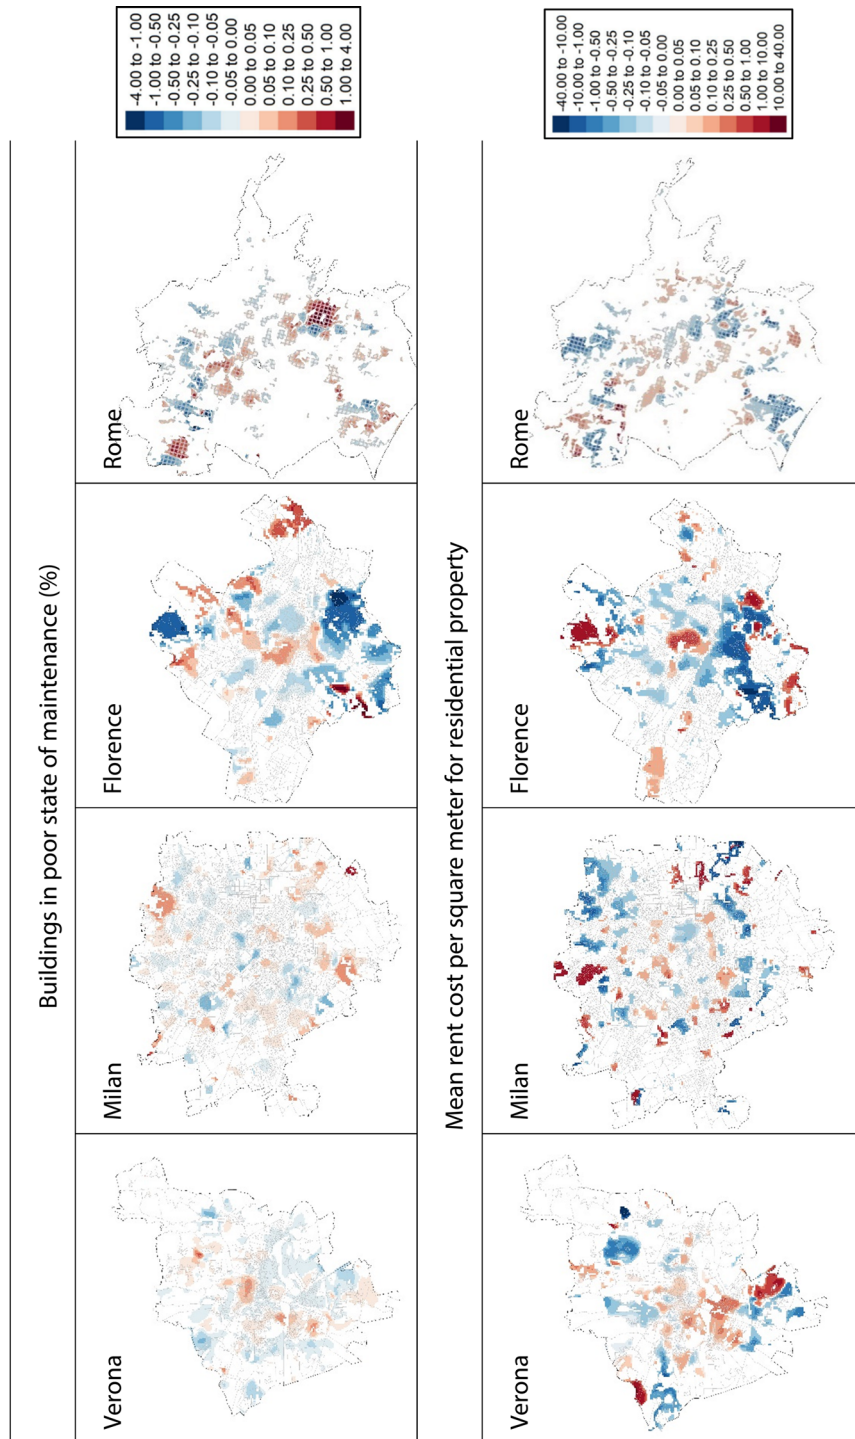 Buildings in poor state of maintenance (%)
Verona
Milan
Florence
Rome
-4.00 to -1.00
-1.00 to -0.50
-0.50 to -0.25
-0.25 to -0.10
-0.10 to -0.05
-0.05 to 0.00
0.00 to 0.05
0.05 to 0.10
0.10 to 0.25
0.25 to 0.50
0.50 to 1.00
1.00 to 4.00
Mean rent cost per square meter for residential property
Verona
Milan
Florence
Rome
-40.00 to -10.00
-10.00 to -1.00
-1.00 to -0.50
-0.50 to -0.25
-0.25 to -0.10
-0.10 to -0.05
-0.05 to 0.00
0.00 to 0.05
0.05 to 0.10
0.10 to 0.25
0.25 to 0.50
0.50 to 1.00
1.00 to 10.00
10.00 to 40.00